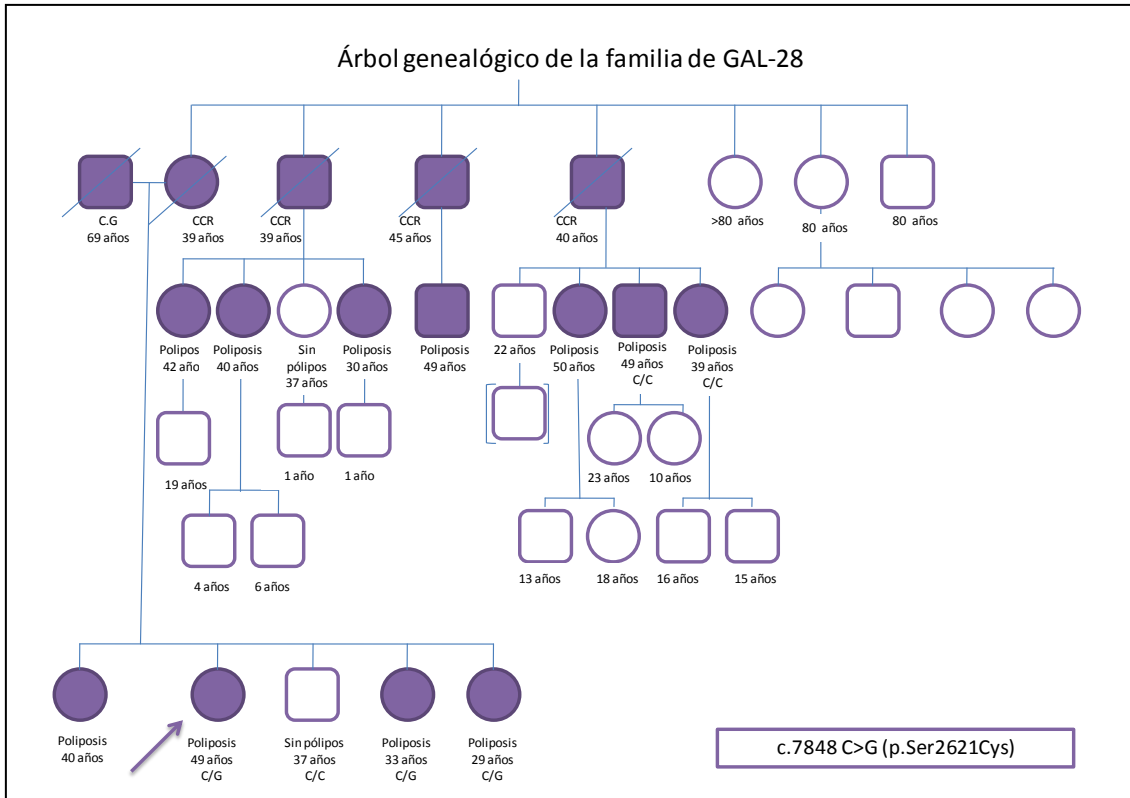 Árbol genealógico de la familia de GAL-28
C.G
69 años
CCR
39 años
CCR
39 años
CCR
45 años
CCR
40 años
>80 años
80 años
80 años
Polipos
42 año
Poliposis
40 años
Sin
pólipos
37 años
Poliposis
30 años
Poliposis
49 años
22 años
Poliposis
50 años
Poliposis
49 años
C/C
Poliposis
39 años
C/C
19 años
1 año
1 año
23 años
10 años
4 años
6 años
13 años
18 años
16 años
15 años
Poliposis
40 años
Poliposis
49 años
C/G
Sin pólipos
37 años
C/C
Poliposis
33 años
C/G
Poliposis
29 años
C/G
c.7848 C>G (p.Ser2621Cys)